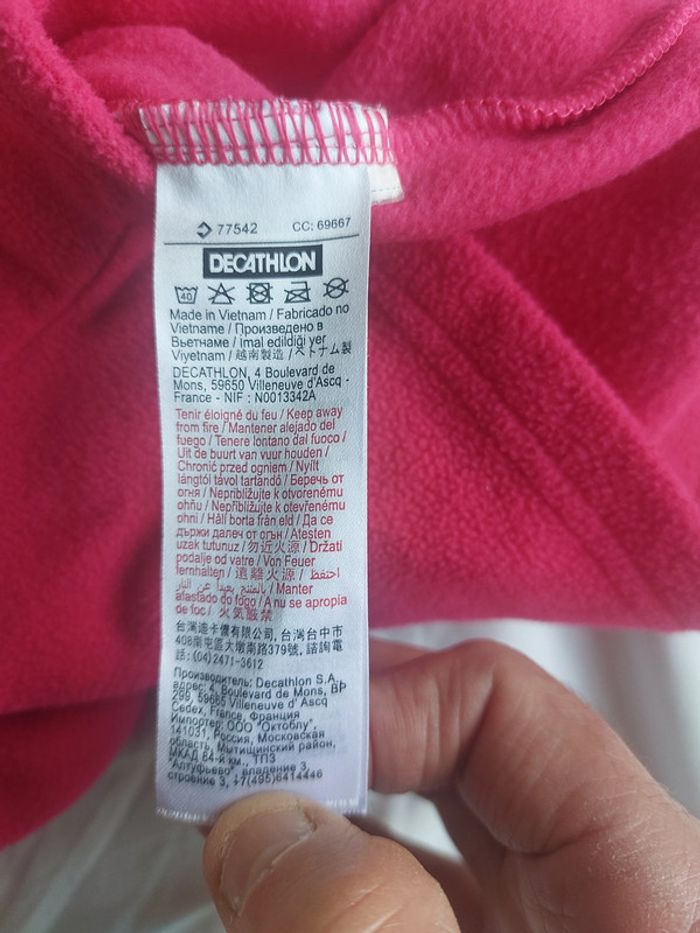 77542 CC: 69667
DECATHLON
40
Made in Vietnam / Fabricado no
Vietname / Произведено в
Вьетнаме / Imal edildiği yer
Viyetnam / 越南製造 / ベトナム製
DECATHLON, 4 Boulevard de
Mons, 59650 Villeneuve d'Ascq -
France - NIF : N0013342A
Tenir éloigné du feu / Keep away
from fire / Mantener alejado del
fuego / Tenere lontano dal fuoco /
Uit de buurt van vuur houden /
Chronić przed ogniem / Nyílt
lángtól távol tartandó / Беречь от
огня / Nepribližujte k otvorenému
ohňu / Nepřibližujte k otevřenému
ohni / Håll borta från eld / Да се
държи далеч от огън / Ateşten
uzak tutunuz / 勿近火源 / Držati
podalje od vatre / Von Feuer
fernhalten / 遠離火源 / احتفظ
بالمنتج بعيدا عن النار / Manter
afastado do fogo / A nu se apropia
de foc / 火気厳禁
台灣迪卡儂有限公司, 台灣台中市
408南屯區大墩南路379號, 諮詢電
話: (04)2471-3612
Производитель: Decathlon S.A.
адрес: 4, Boulevard de Mons, BP
299, 59665 Villeneuve d' Ascq
Cedex, France, Франция
Импортер: ООО "Октоблу",
141031, Россия, Московская
область, Мытищинский район,
МКАД 84-й км., ТПЗ
"Алтуфьево", владение 3,
строение 3, +7(495)6414446